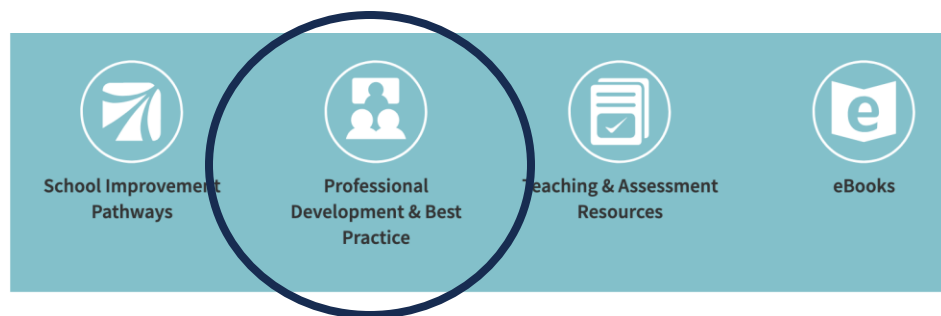 School Improvement
Pathways
Professional
Development & Best
Practice
Teaching & Assessment
Resources
e
eBooks